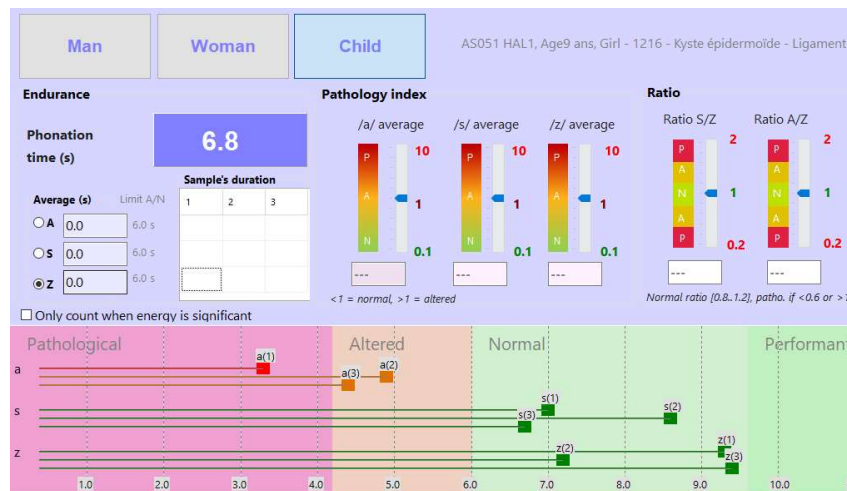 Man
Woman
Child
AS051 HAL1, Age9 ans, Girl - 1216 - Kyste épidermoïde - Ligament
Endurance
Phonation
time (s)
6.8
Sample's duration
Average (s) Limit A/N 1 2 3
A 0.0 6.0 s
S 0.0 6.0 s
Z 0.0 6.0 s
Only count when energy is significant
Pathology index
/a/ average /s/ average /z/ average
P 10 P 10 P 10
A 1 A 1 A 1
N 0.1 N 0.1 N 0.1
--- --- ---
<1 = normal, >1 = altered
Ratio
Ratio S/Z Ratio A/Z
P 2 P 2
A A
N 1 N 1
A A
P 0.2 P 0.2
--- ---
Normal ratio [0.8..1.2], patho. if <0.6 or >1
Pathological Altered Normal Performan
a a(1) a(3) a(2)
s s(3) s(1) s(2)
z z(2) z(1) z(3)
1.0 2.0 3.0 4.0 5.0 6.0 7.0 8.0 9.0 10.0